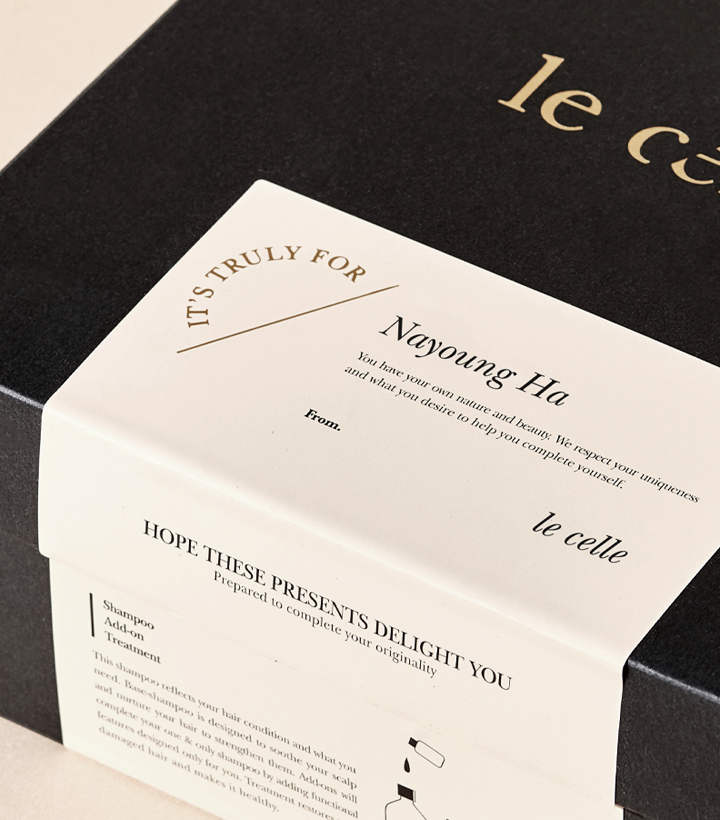 le ce
IT'S TRULY FOR
Nayoung Ha
You have your own nature and beauty. We respect your uniqueness
and what you desire to help you complete yourself.
From.
le celle
HOPE THESE PRESENTS DELIGHT YOU
Prepared to complete your originality
Shampoo
Add-on
Treatment
This shampoo reflects your hair condition and what you
need. Base-shampoo is designed to soothe your scalp
and nurture your hair to strengthen them. Add-ons will
complete your one & only shampoo by adding functional
features designed only for you. Treatment restores
damaged hair and makes it healthy.